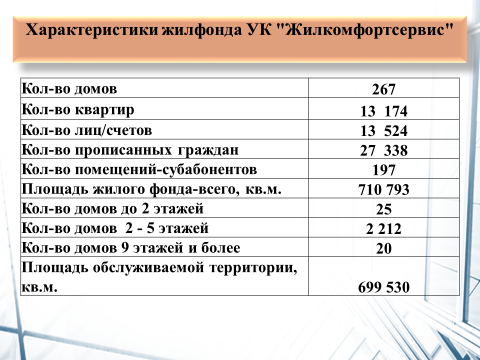 Характеристики жилфонда УК "Жилкомфортсервис"
Кол-во домов 267
Кол-во квартир 13 174
Кол-во лиц/счетов 13 524
Кол-во прописанных граждан 27 338
Кол-во помещений-субабонентов 197
Площадь жилого фонда-всего, кв.м. 710 793
Кол-во домов до 2 этажей 25
Кол-во домов 2 - 5 этажей 2 212
Кол-во домов 9 этажей и более 20
Площадь обслуживаемой территории,
кв.м. 699 530